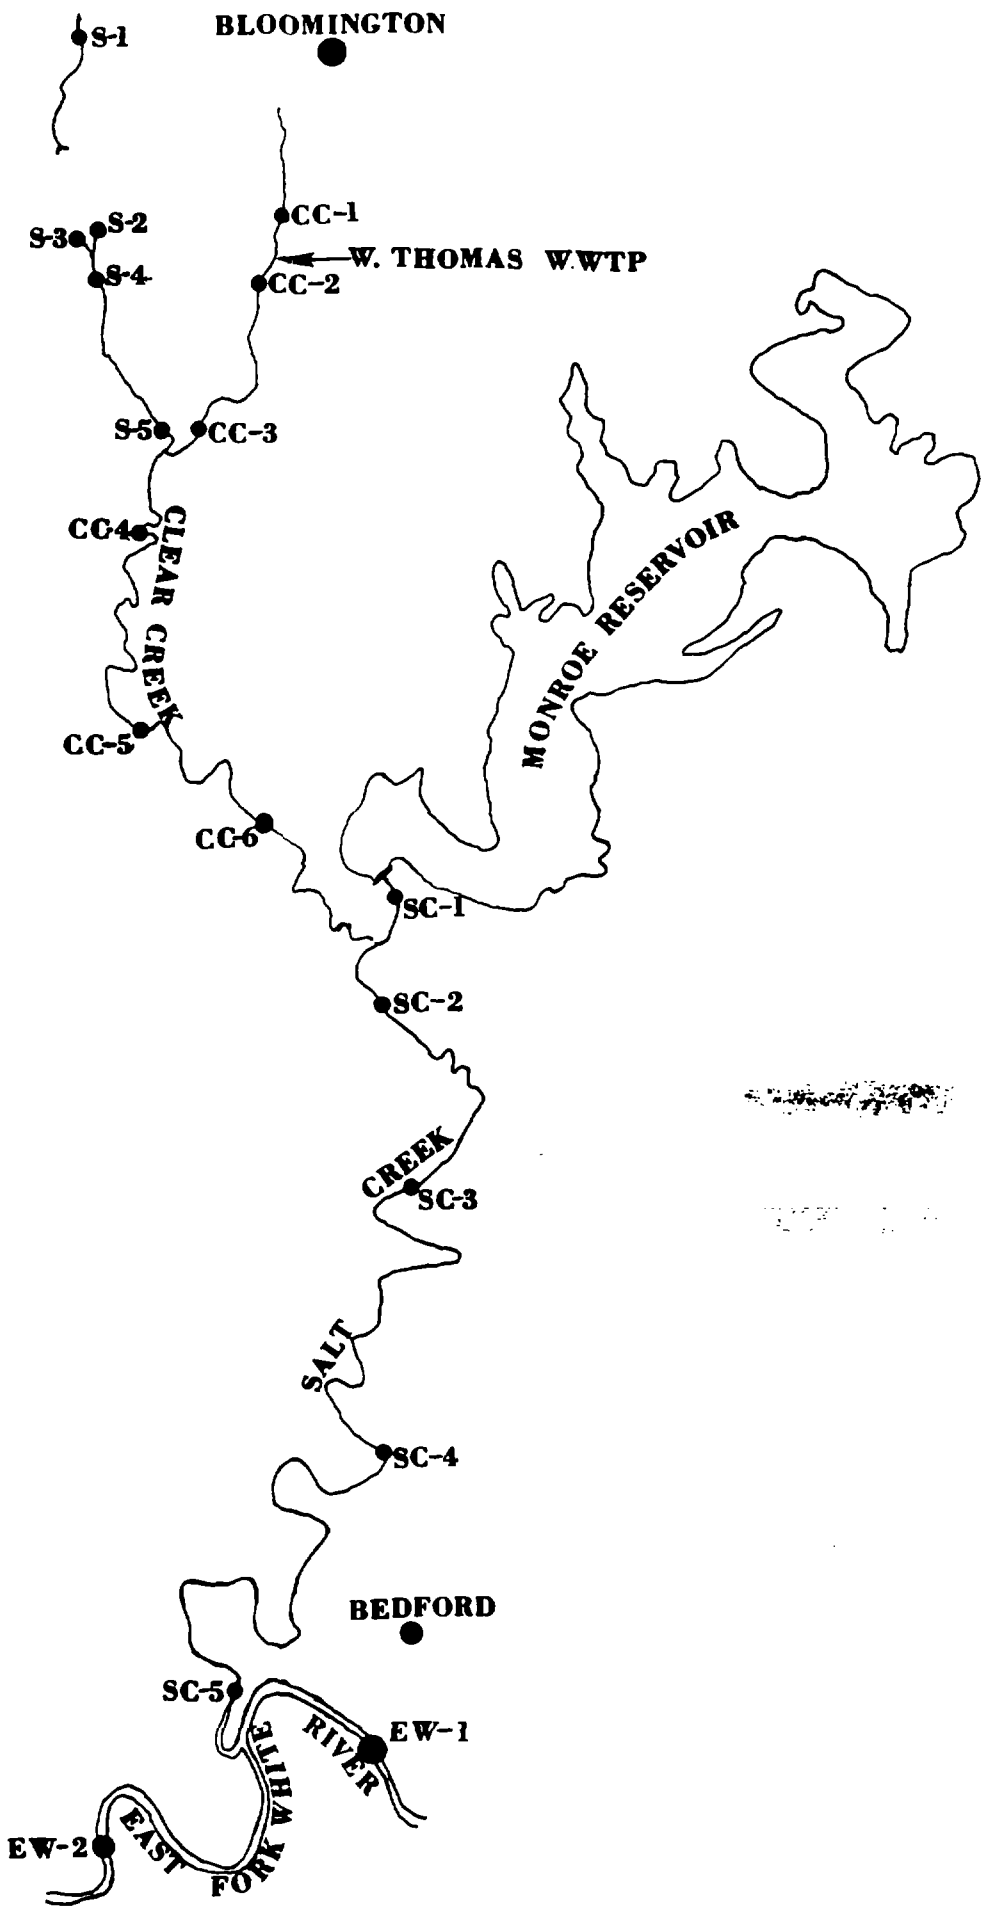 BLOOMINGTON
S-1
CC-1
S-2
S-3
W. THOMAS W.WTP
S-4
CC-2
S-5
CC-3
CC-4
CLEAR CREEK
MONROE RESERVOIR
CC-5
CC-6
SC-1
SC-2
CREEK
SC-3
SALT
SC-4
BEDFORD
SC-5
EW-1
RIVER
WHITE
EW-2
EAST
FORK